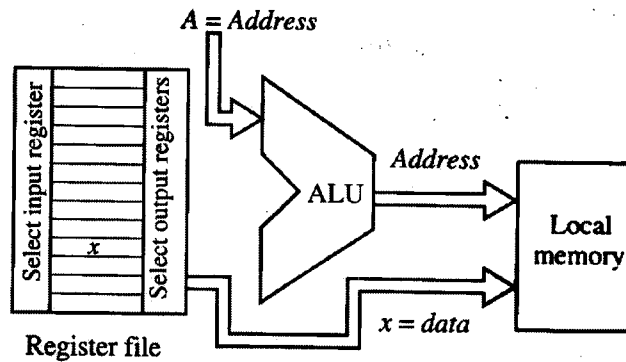 A = Address
Select input register
x
Select output registers
ALU
Address
Local
memory
x = data
Register file